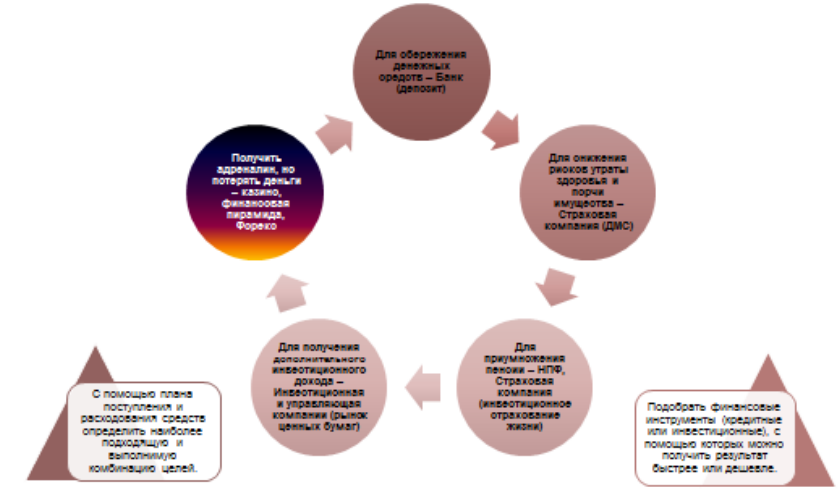 Для сбережения
денежных
средств – Банк
(депозит)
Для снижения
рисков утраты
здоровья и
порчи
имущества –
Страховая
компания (ДМС)
Для
приумножения
пенсии – НПФ,
Страховая
компания
(инвестиционное
страхование
жизни)
Для получения
дополнительного
инвестиционного
дохода –
Инвестиционная
и управляющая
компании (рынок
ценных бумаг)
Получить
адреналин, но
потерять деньги
– казино,
финансовая
пирамида,
Форекс
С помощью плана
поступления и
расходования средств
определить наиболее
подходящую и
выполнимую
комбинацию целей.
Подобрать финансовые
инструменты (кредитные
или инвестиционные), с
помощью которых можно
получить результат
быстрее или дешевле.